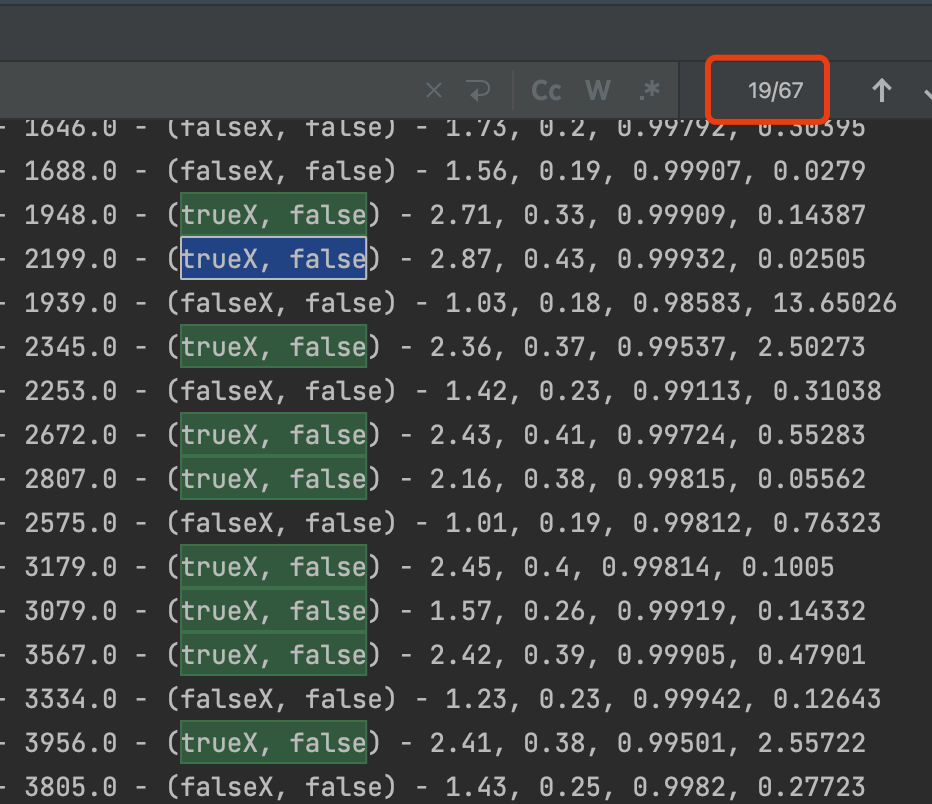 Cc W .* 19/67
- 1646.0 - (falseX, false) - 1.73, 0.2, 0.99792, 0.30395
- 1688.0 - (falseX, false) - 1.56, 0.19, 0.99907, 0.0279
- 1948.0 - (trueX, false) - 2.71, 0.33, 0.99909, 0.14387
- 2199.0 - (trueX, false) - 2.87, 0.43, 0.99932, 0.02505
- 1939.0 - (falseX, false) - 1.03, 0.18, 0.98583, 13.65026
- 2345.0 - (trueX, false) - 2.36, 0.37, 0.99537, 2.50273
- 2253.0 - (falseX, false) - 1.42, 0.23, 0.99113, 0.31038
- 2672.0 - (trueX, false) - 2.43, 0.41, 0.99724, 0.55283
- 2807.0 - (trueX, false) - 2.16, 0.38, 0.99815, 0.05562
- 2575.0 - (falseX, false) - 1.01, 0.19, 0.99812, 0.76323
- 3179.0 - (trueX, false) - 2.45, 0.4, 0.99814, 0.1005
- 3079.0 - (trueX, false) - 1.57, 0.26, 0.99919, 0.14332
- 3567.0 - (trueX, false) - 2.42, 0.39, 0.99905, 0.47901
- 3334.0 - (falseX, false) - 1.23, 0.23, 0.99942, 0.12643
- 3956.0 - (trueX, false) - 2.41, 0.38, 0.99501, 2.55722
- 3805.0 - (falseX, false) - 1.43, 0.25, 0.9982, 0.27723